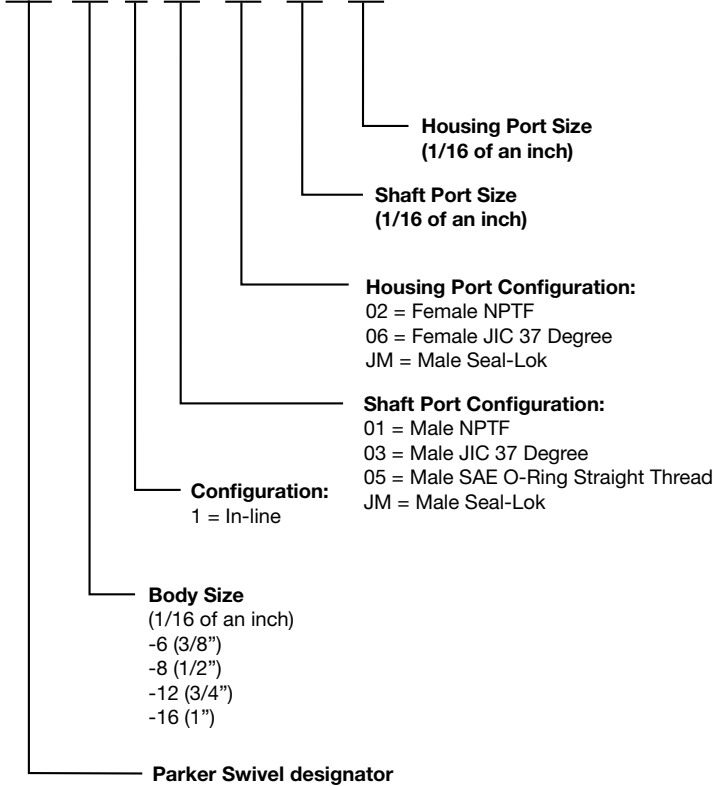 Housing Port Size
(1/16 of an inch)
Shaft Port Size
(1/16 of an inch)
Housing Port Configuration:
02 = Female NPTF
06 = Female JIC 37 Degree
JM = Male Seal-Lok
Shaft Port Configuration:
01 = Male NPTF
03 = Male JIC 37 Degree
05 = Male SAE O-Ring Straight Thread
JM = Male Seal-Lok
Configuration:
1 = In-line
Body Size
(1/16 of an inch)
-6 (3/8”)
-8 (1/2”)
-12 (3/4”)
-16 (1”)
Parker Swivel designator